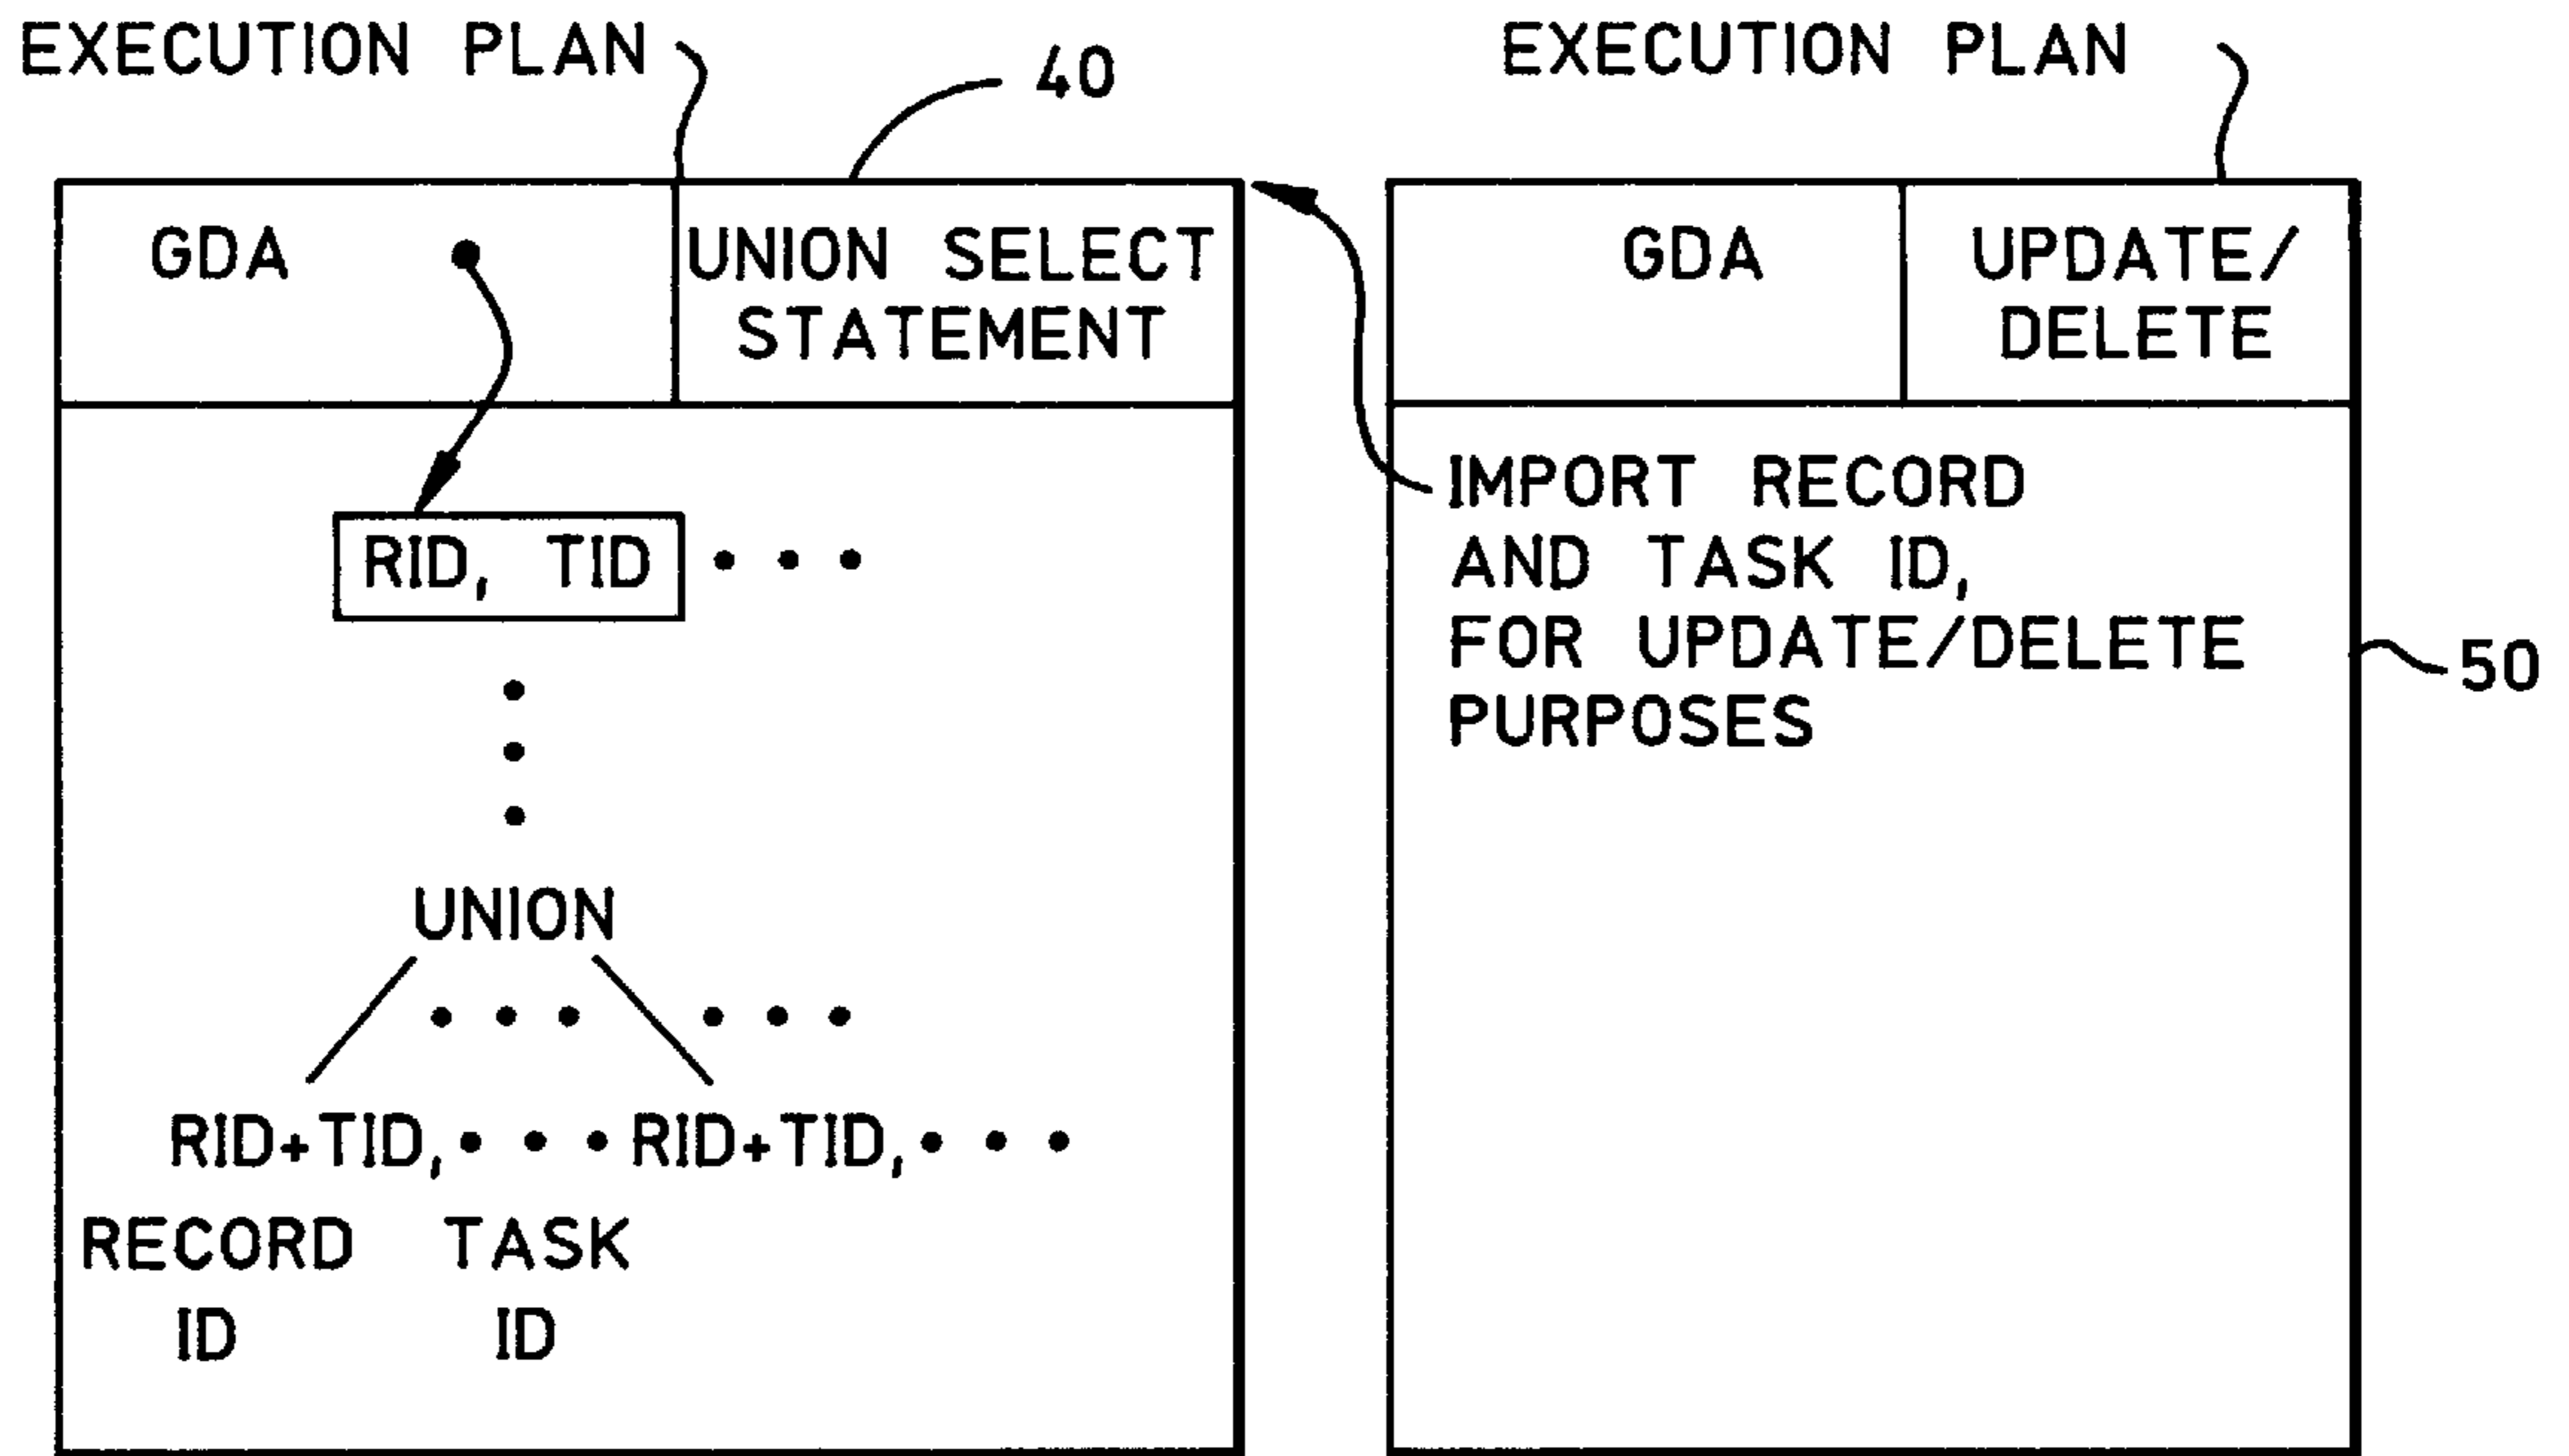 EXECUTION PLAN
40
GDA
UNION SELECT
STATEMENT
RID, TID • • •
•
•
•
UNION
• • • • • •
RID+TID, • • • RID+TID, • • •
RECORD TASK
ID ID
EXECUTION PLAN
GDA
UPDATE/
DELETE
IMPORT RECORD
AND TASK ID,
FOR UPDATE/DELETE
PURPOSES
50